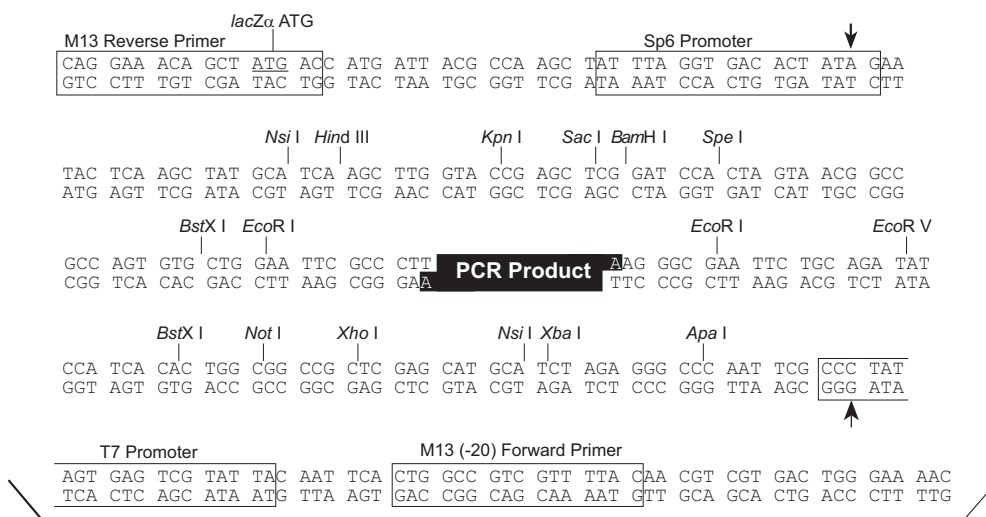 lacZα ATG
M13 Reverse Primer Sp6 Promoter
CAG GAA ACA GCT ATG ACC ATG ATT ACG CCA AGC TAT TTA GGT GAC ACT ATA GAA
GTC CTT TGT CGA TAC TGG TAC TAA TGC GGT TCG ATA AAT CCA CTG TGA TAT CTT
Nsi I Hind III Kpn I Sac I BamH I Spe I
TAC TCA AGC TAT GCA TCA AGC TTG GTA CCG AGC TCG GAT CCA CTA GTA ACG GCC
ATG AGT TCG ATA CGT AGT TCG AAC CAT GGC TCG AGC CTA GGT GAT CAT TGC CGG
BstX I EcoR I EcoR I EcoR V
GCC AGT GTG CTG GAA TTC GCC CTT PCR Product AAG GGC GAA TTC TGC AGA TAT
CGG TCA CAC GAC CTT AAG CGG GAA TTC CCG CTT AAG ACG TCT ATA
BstX I Not I Xho I Nsi I Xba I Apa I
CCA TCA CAC TGG CGG CCG CTC GAG CAT GCA TCT AGA GGG CCC AAT TCG CCC TAT
GGT AGT GTG ACC GCC GGC GAG CTC GTA CGT AGA TCT CCC GGG TTA AGC GGG ATA
T7 Promoter M13 (-20) Forward Primer
AGT GAG TCG TAT TAC AAT TCA CTG GCC GTC GTT TTA CAA CGT CGT GAC TGG GAA AAC
TCA CTC AGC ATA ATG TTA AGT GAC CGG CAG CAA AAT GTT GCA GCA CTG ACC CTT TTG